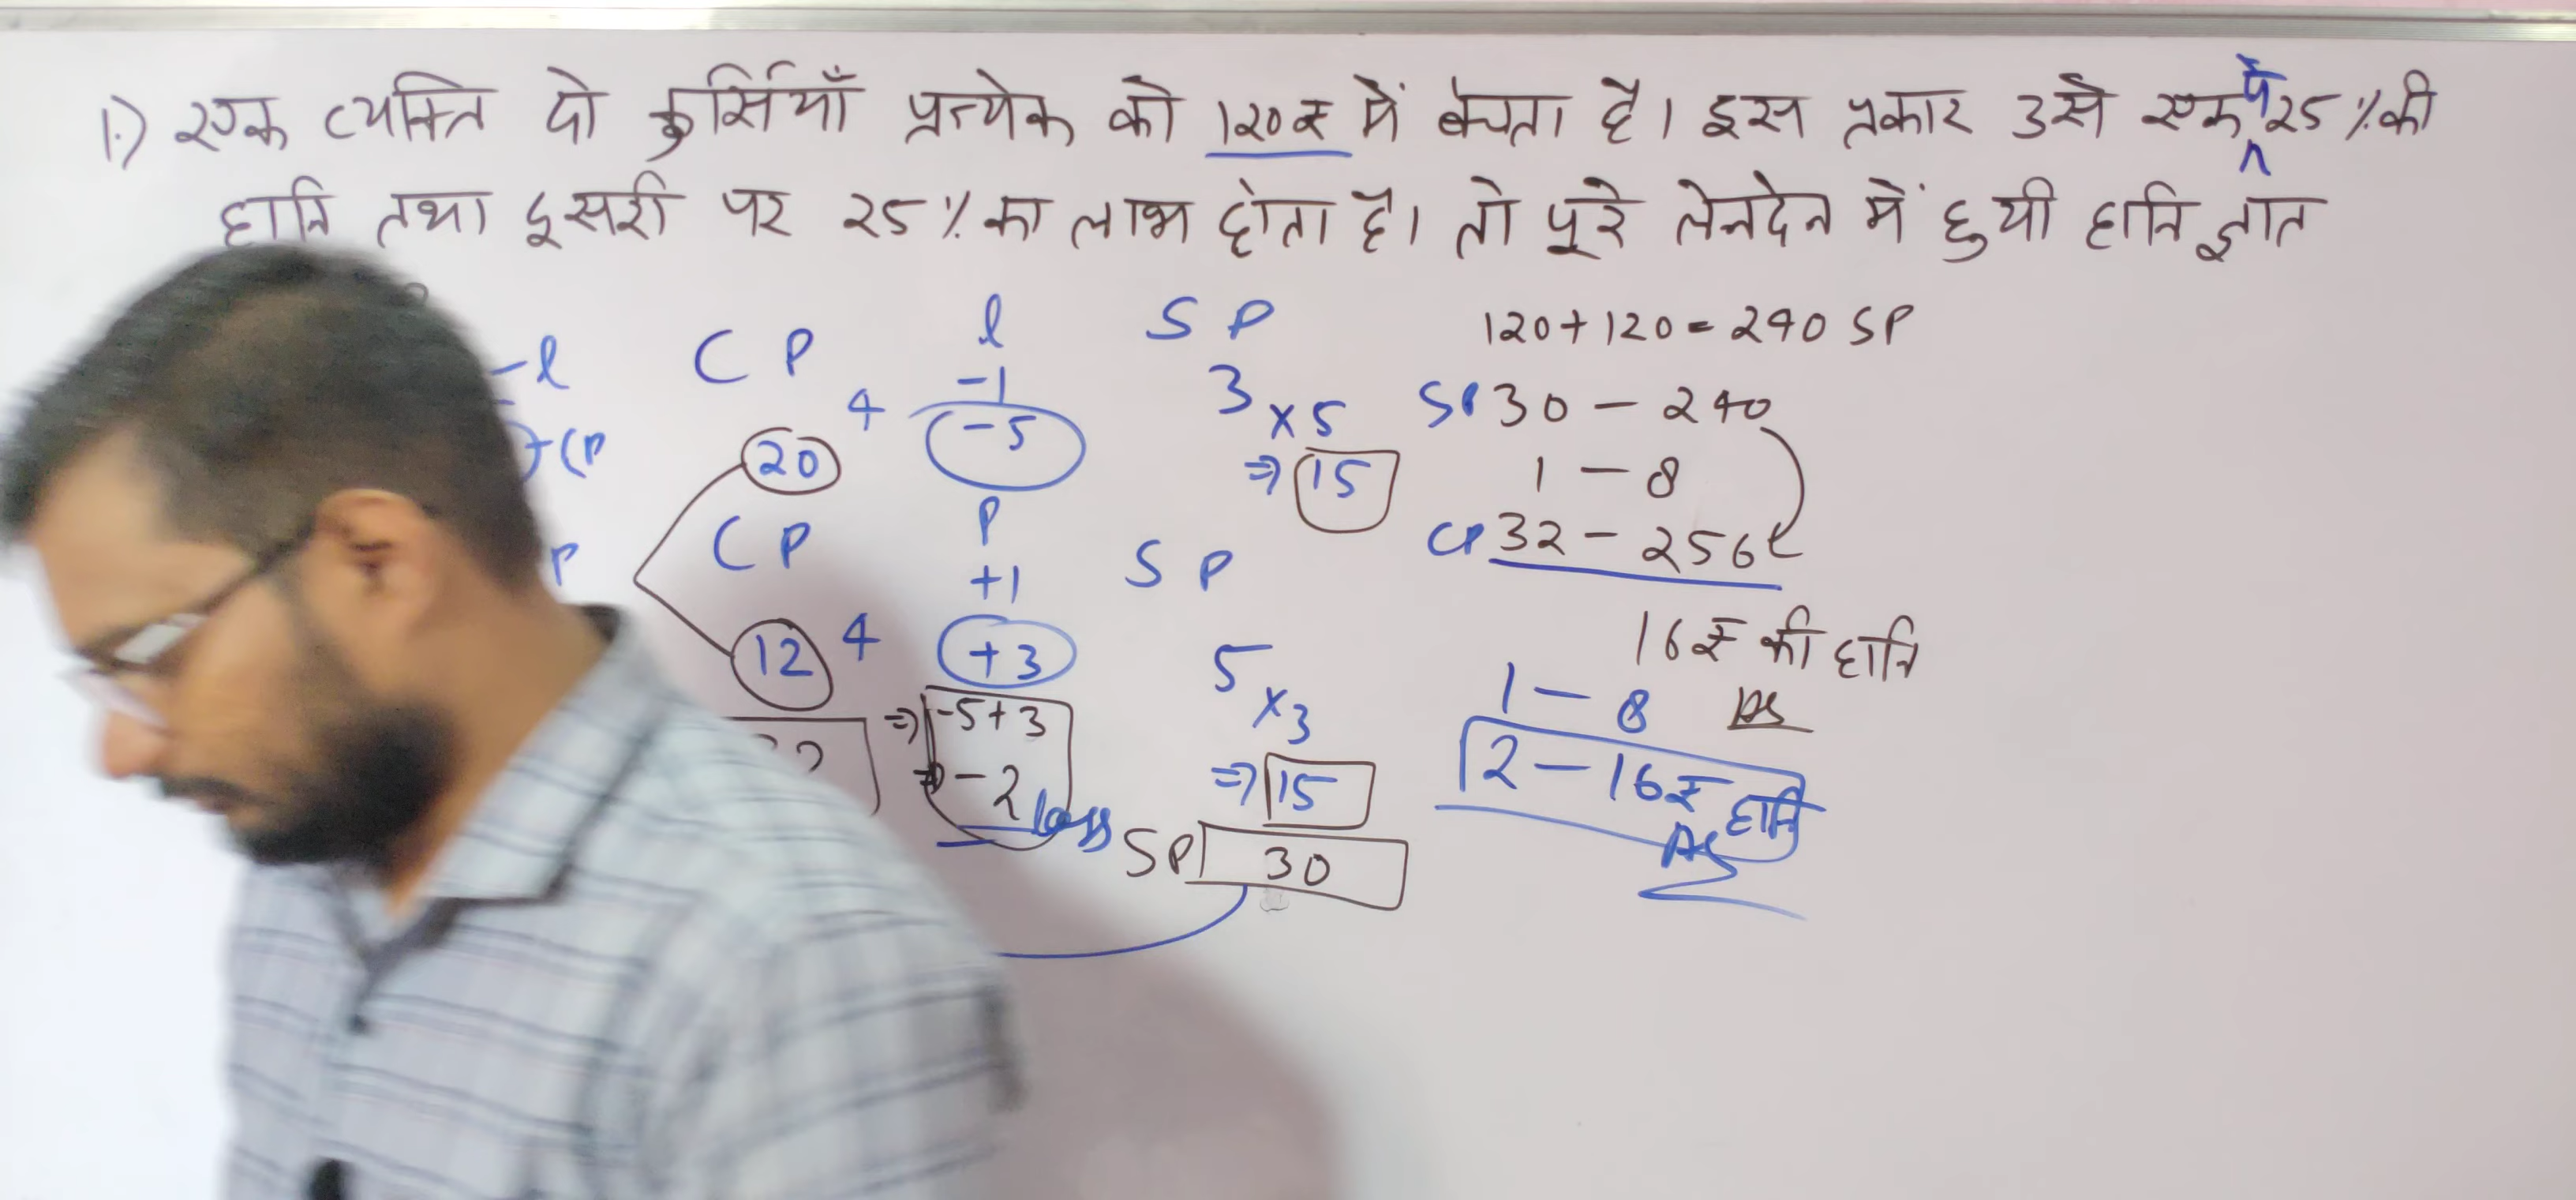 1.) एक व्यक्ति दो कुर्सियाँ प्रत्येक को 120₹ में बेचता है। इस प्रकार उसे एक पे 25 % की
हानि तथा दूसरी पर 25 % का लाभ होता है। तो पूरे लेनदेन में हुयी हानि ज्ञात
-l
CP
l
-1
SP
120+120=240 SP
CP
20
4
-5
3
×5
⇒ 15
SP 30 - 240
1 - 8
CP 32 - 256
P
CP
P
+1
SP
12
4
+3
5
×3
⇒ 15
16₹ की हानि
As
⇒ -5+3
⇒ -2 loss
SP 30
1 - 8
2 - 16₹ हानि
As